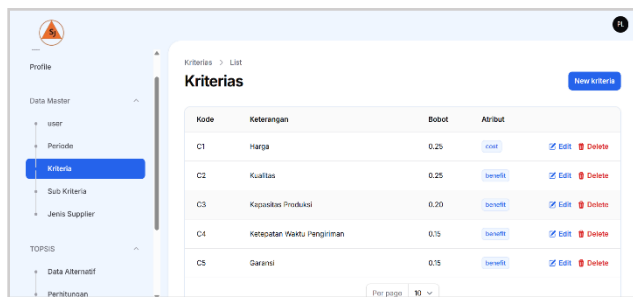 Sj
PL
Profile
Data Master
user
Periode
Kriteria
Sub Kriteria
Jenis Supplier
TOPSIS
Data Alternatif
Perhitungan
Kriterias > List
Kriterias
New kriteria
Kode Keterangan Bobot Atribut
C1 Harga 0.25 cost Edit Delete
C2 Kualitas 0.25 benefit Edit Delete
C3 Kapasitas Produksi 0.20 benefit Edit Delete
C4 Ketepatan Waktu Pengiriman 0.15 benefit Edit Delete
C5 Garansi 0.15 benefit Edit Delete
Per page 10